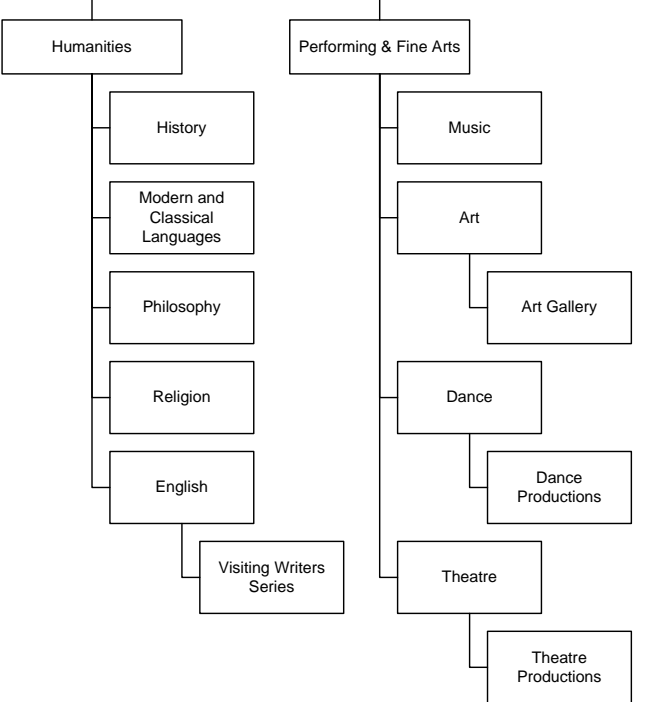 Humanities
Performing & Fine Arts
History
Music
Modern and
Classical
Languages
Art
Philosophy
Art Gallery
Religion
Dance
English
Dance
Productions
Visiting Writers
Series
Theatre
Theatre
Productions